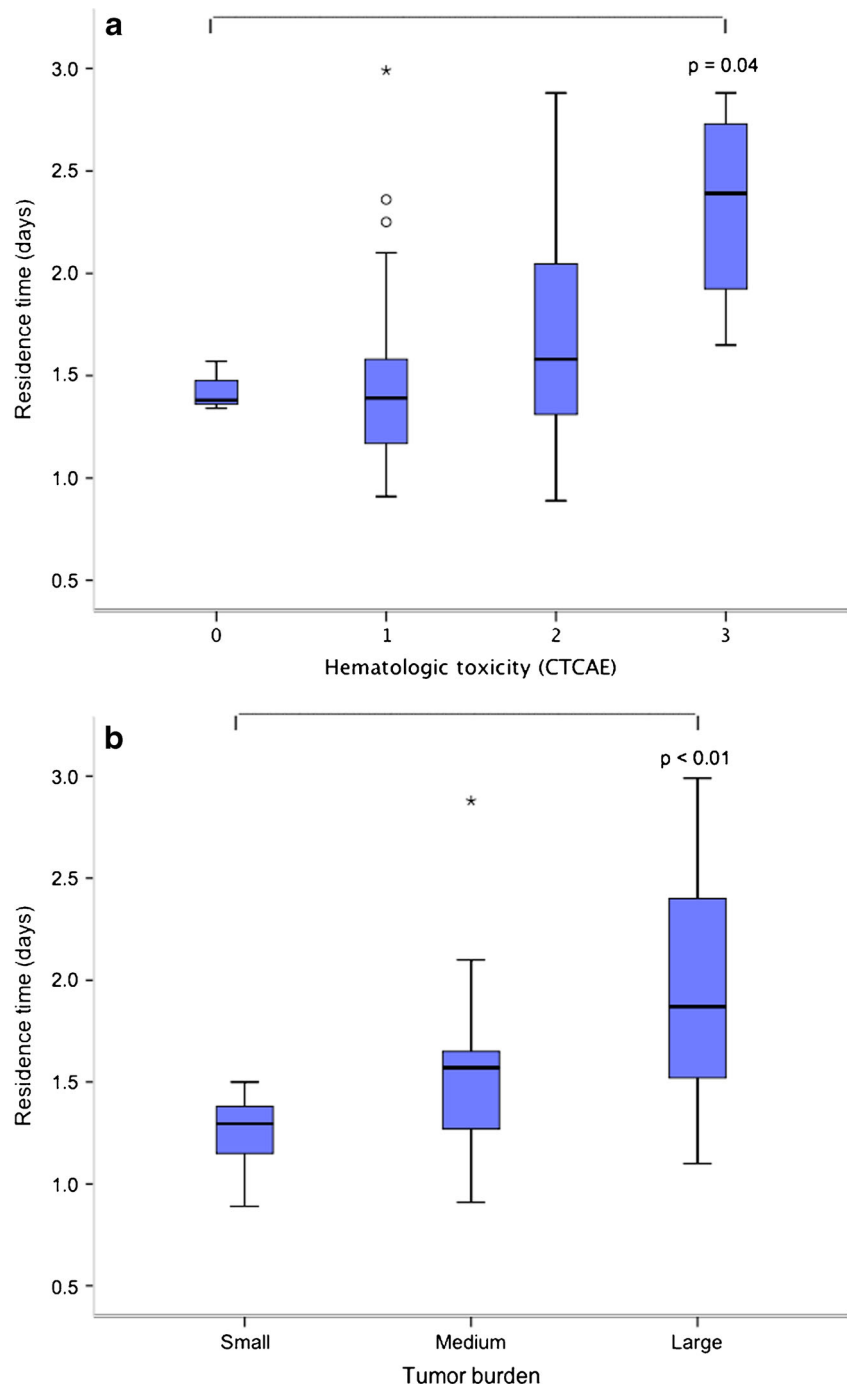 a
p = 0.04
3.0
2.5
2.0
1.5
1.0
0.5
Residence time (days)
0 1 2 3
Hematologic toxicity (CTCAE)
b
p < 0.01
3.0
2.5
2.0
1.5
1.0
0.5
Residence time (days)
Small Medium Large
Tumor burden